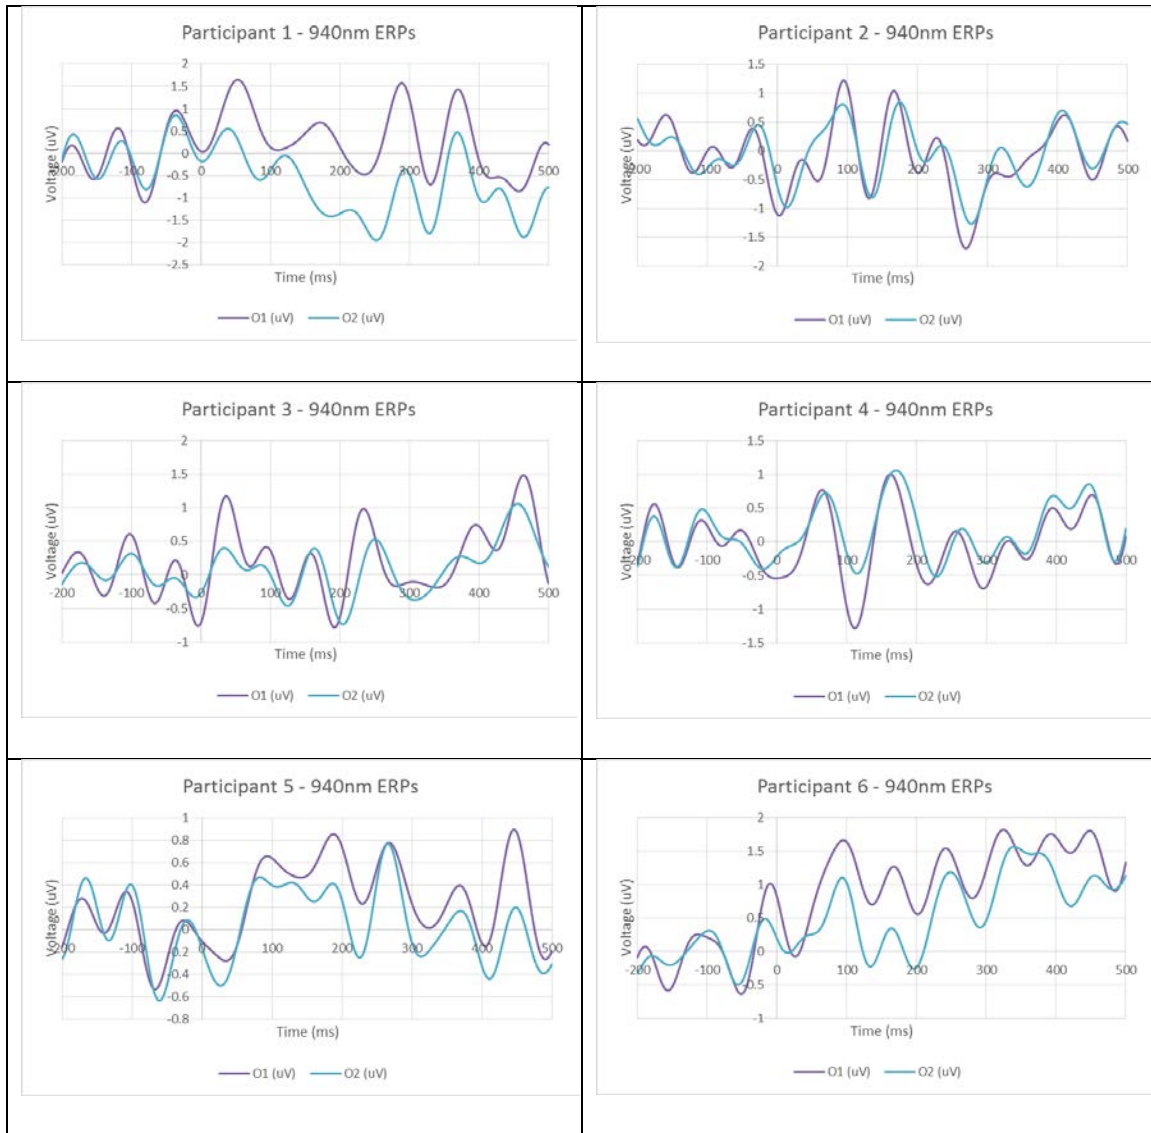 Participant 1 - 940nm ERPs
2
1.5
1
0.5
0
-0.5
-1
-1.5
-2
-2.5
-200 -100 0 100 200 300 400 500
Voltage (uV)
Time (ms)
O1 (uV) O2 (uV)
Participant 2 - 940nm ERPs
1.5
1
0.5
0
-0.5
-1
-1.5
-2
-200 -100 0 100 200 300 400 500
Voltage (uV)
Time (ms)
O1 (uV) O2 (uV)
Participant 3 - 940nm ERPs
2
1.5
1
0.5
0
-0.5
-1
-200 -100 0 100 200 300 400 500
Voltage (uV)
Time (ms)
O1 (uV) O2 (uV)
Participant 4 - 940nm ERPs
1.5
1
0.5
0
-0.5
-1
-1.5
-200 -100 0 100 200 300 400 500
Voltage (uV)
Time (ms)
O1 (uV) O2 (uV)
Participant 5 - 940nm ERPs
1
0.8
0.6
0.4
0.2
0
-0.2
-0.4
-0.6
-0.8
-200 -100 0 100 200 300 400 500
Voltage (uV)
Time (ms)
O1 (uV) O2 (uV)
Participant 6 - 940nm ERPs
2
1.5
1
0.5
0
-0.5
-1
-200 -100 0 100 200 300 400 500
Voltage (uV)
Time (ms)
O1 (uV) O2 (uV)